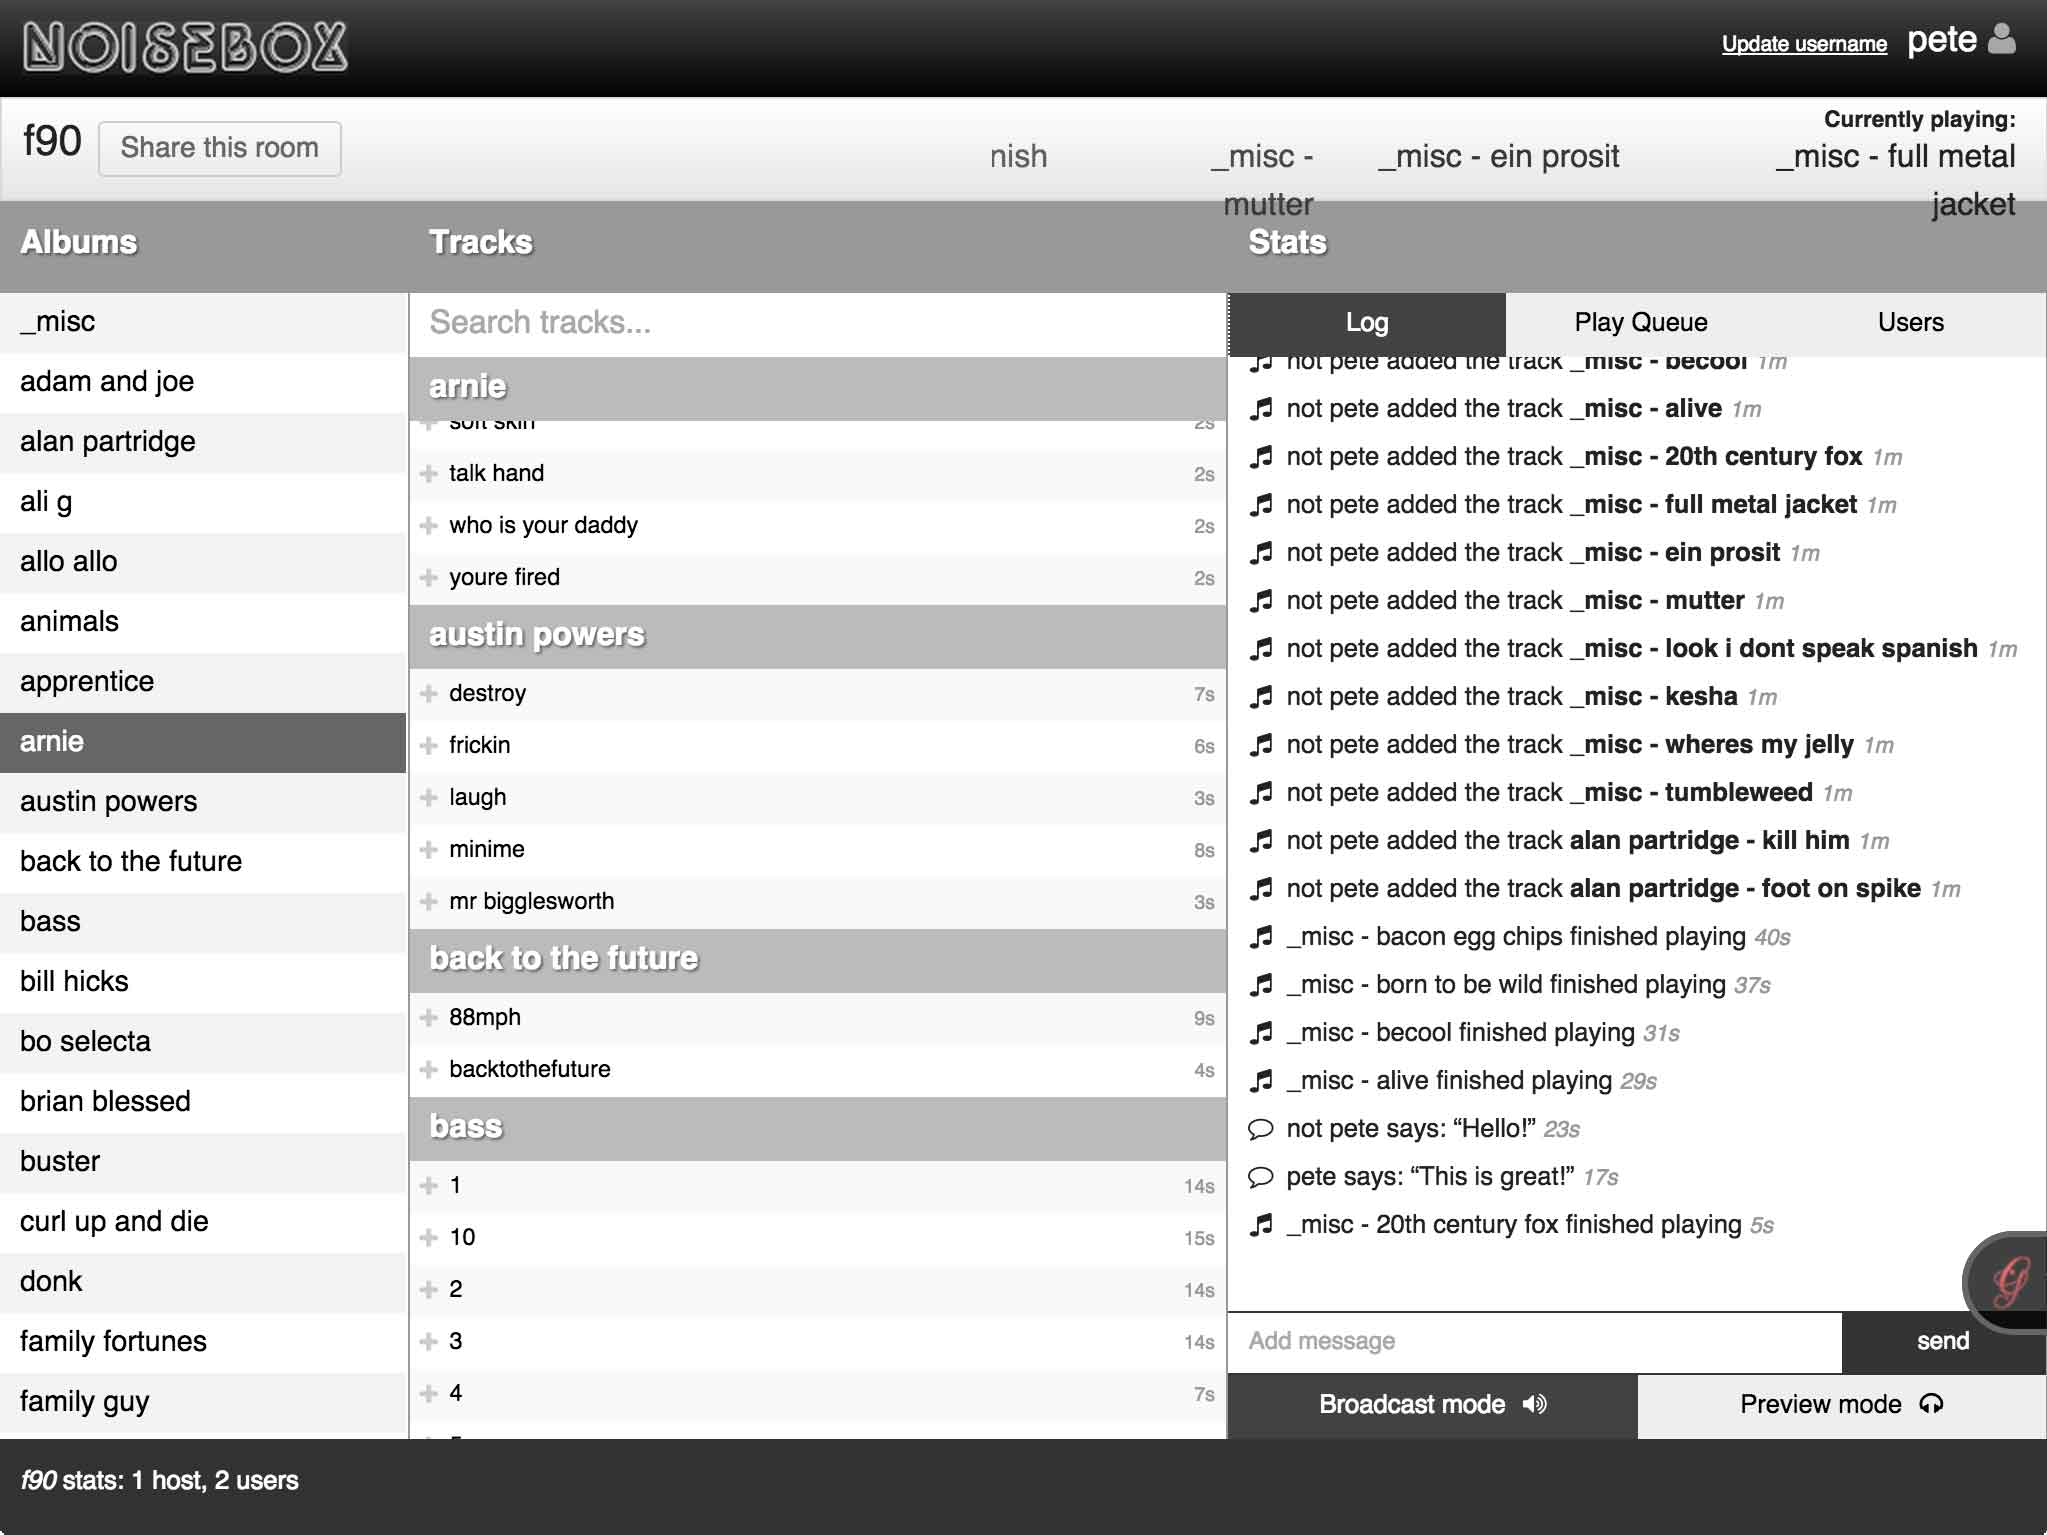 NOISEBOX
Update username pete
f90 Share this room
Currently playing:
nish
_misc -
mutter
_misc - ein prosit
_misc - full metal
jacket
Albums
_misc
adam and joe
alan partridge
ali g
allo allo
animals
apprentice
arnie
austin powers
back to the future
bass
bill hicks
bo selecta
brian blessed
buster
curl up and die
donk
family fortunes
family guy
Tracks
Search tracks...
arnie
soft skin 2s
talk hand 2s
who is your daddy 2s
youre fired 2s
austin powers
destroy 7s
frickin 6s
laugh 3s
minime 8s
mr bigglesworth 3s
back to the future
88mph 9s
backtothefuture 4s
bass
1 14s
10 15s
2 14s
3 14s
4 7s
Stats
Log Play Queue Users
not pete added the track _misc - becool 1m
not pete added the track _misc - alive 1m
not pete added the track _misc - 20th century fox 1m
not pete added the track _misc - full metal jacket 1m
not pete added the track _misc - ein prosit 1m
not pete added the track _misc - mutter 1m
not pete added the track _misc - look i dont speak spanish 1m
not pete added the track _misc - kesha 1m
not pete added the track _misc - wheres my jelly 1m
not pete added the track _misc - tumbleweed 1m
not pete added the track alan partridge - kill him 1m
not pete added the track alan partridge - foot on spike 1m
_misc - bacon egg chips finished playing 40s
_misc - born to be wild finished playing 37s
_misc - becool finished playing 31s
_misc - alive finished playing 29s
not pete says: “Hello!” 23s
pete says: “This is great!” 17s
_misc - 20th century fox finished playing 5s
G
Add message send
Broadcast mode Preview mode
f90 stats: 1 host, 2 users